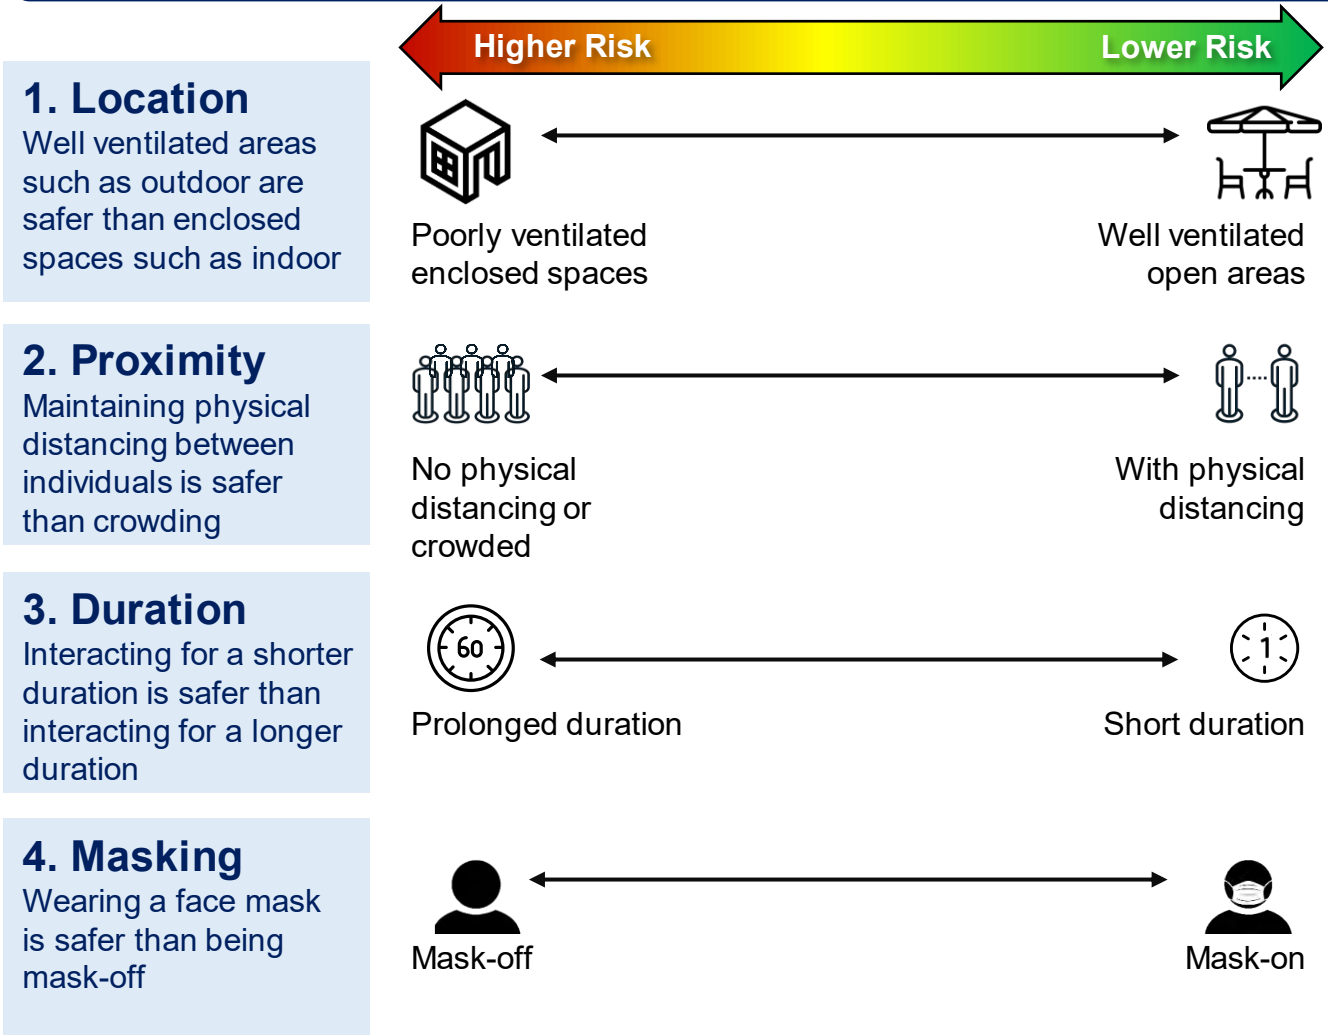 Higher Risk
Lower Risk
1. Location
Well ventilated areas
such as outdoor are
safer than enclosed
spaces such as indoor
Poorly ventilated
enclosed spaces
Well ventilated
open areas
2. Proximity
Maintaining physical
distancing between
individuals is safer
than crowding
No physical
distancing or
crowded
With physical
distancing
3. Duration
Interacting for a shorter
duration is safer than
interacting for a longer
duration
60
Prolonged duration
1
Short duration
4. Masking
Wearing a face mask
is safer than being
mask-off
Mask-off
Mask-on